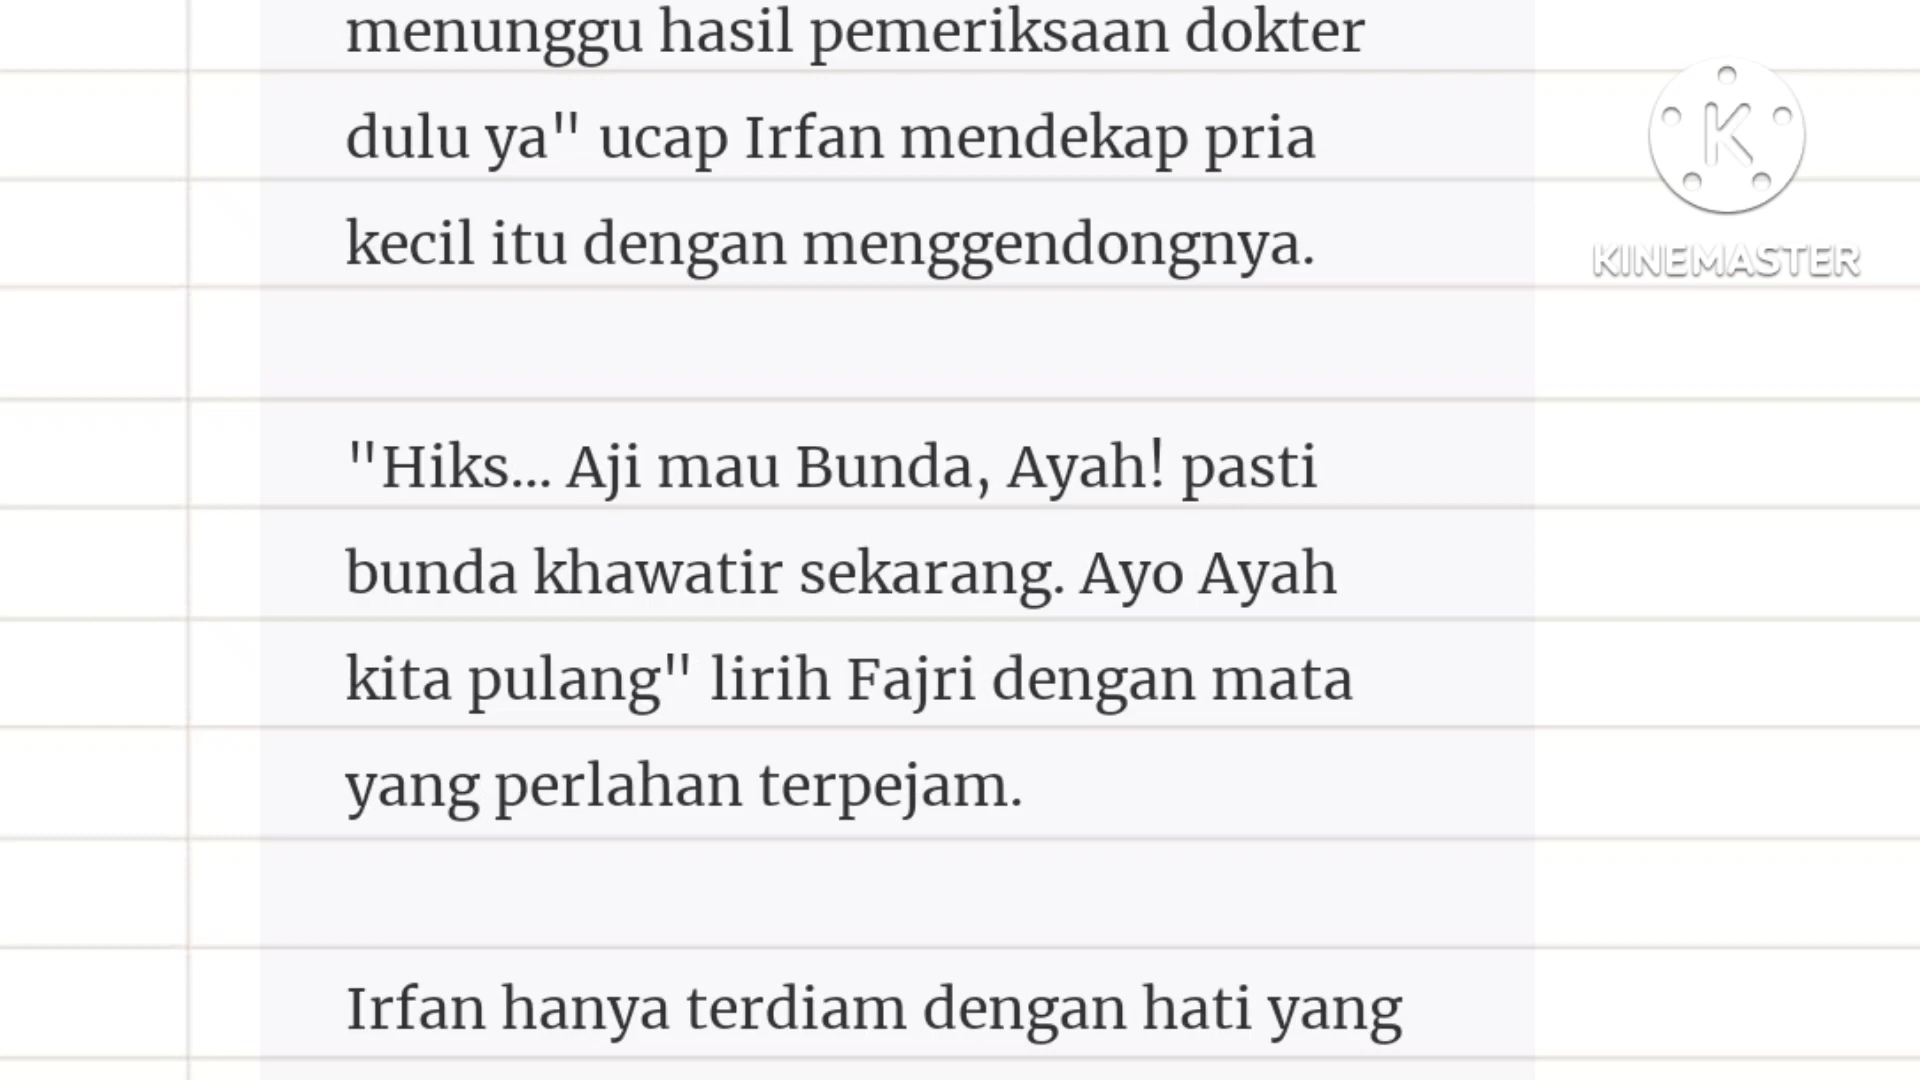 menunggu hasil pemeriksaan dokter
dulu ya" ucap Irfan mendekap pria
kecil itu dengan menggendongnya.
"Hiks... Aji mau Bunda, Ayah! pasti
bunda khawatir sekarang. Ayo Ayah
kita pulang" lirih Fajri dengan mata
yang perlahan terpejam.
Irfan hanya terdiam dengan hati yang
K
KINEMASTER